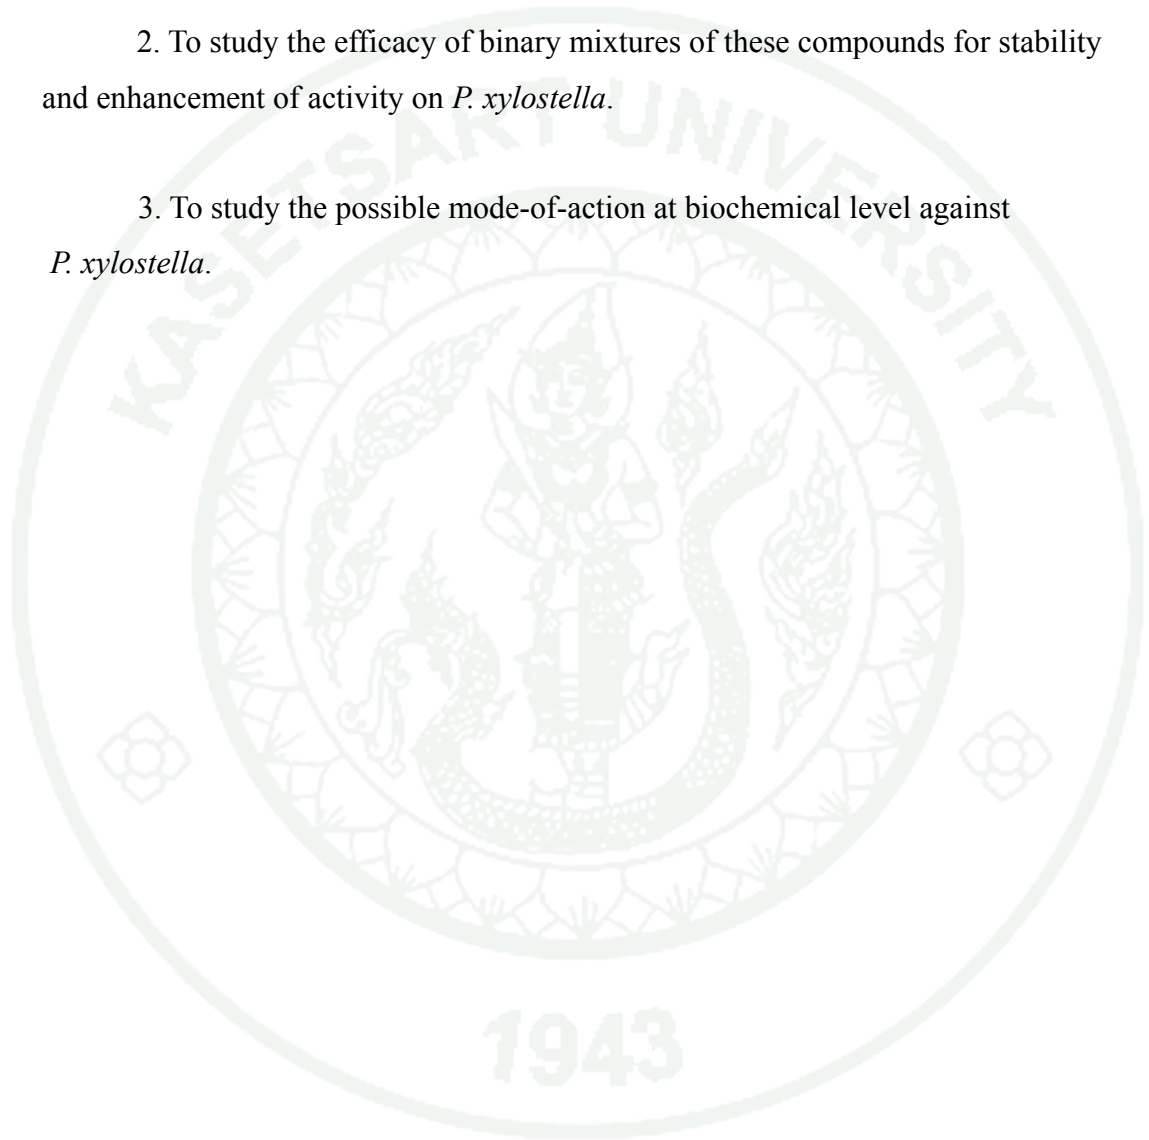 2. To study the efficacy of binary mixtures of these compounds for stability
and enhancement of activity on P. xylostella.
3. To study the possible mode-of-action at biochemical level against
P. xylostella.
KASETSART UNIVERSITY
1943